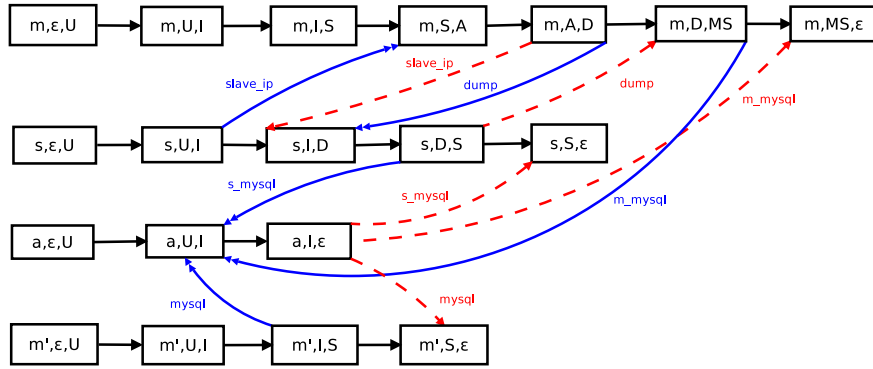 m,ε,U
m,U,I
m,I,S
m,S,A
m,A,D
m,D,MS
m,MS,ε
slave_ip
slave_ip
dump
dump
m_mysql
s,ε,U
s,U,I
s,I,D
s,D,S
s,S,ε
s_mysql
s_mysql
m_mysql
a,ε,U
a,U,I
a,I,ε
mysql
mysql
m',ε,U
m',U,I
m',I,S
m',S,ε